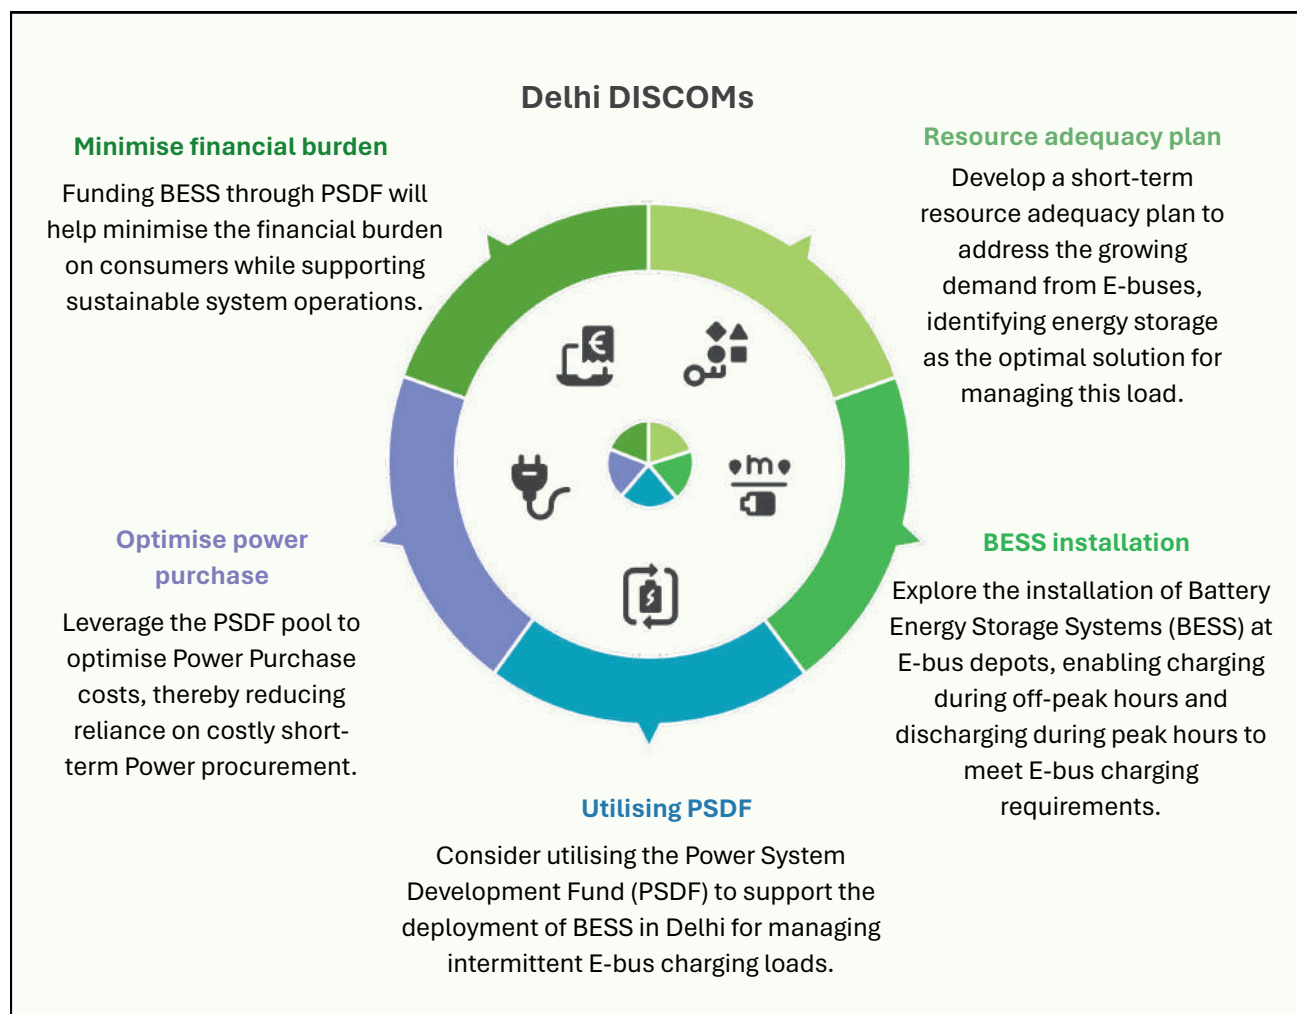 Delhi DISCOMs
Minimise financial burden
Funding BESS through PSDF will
help minimise the financial burden
on consumers while supporting
sustainable system operations.
Resource adequacy plan
Develop a short-term
resource adequacy plan to
address the growing
demand from E-buses,
identifying energy storage
as the optimal solution for
managing this load.
€
m
Optimise power
purchase
Leverage the PSDF pool to
optimise Power Purchase
costs, thereby reducing
reliance on costly short-
term Power procurement.
BESS installation
Explore the installation of Battery
Energy Storage Systems (BESS) at
E-bus depots, enabling charging
during off-peak hours and
discharging during peak hours to
meet E-bus charging
requirements.
Utilising PSDF
Consider utilising the Power System
Development Fund (PSDF) to support the
deployment of BESS in Delhi for managing
intermittent E-bus charging loads.